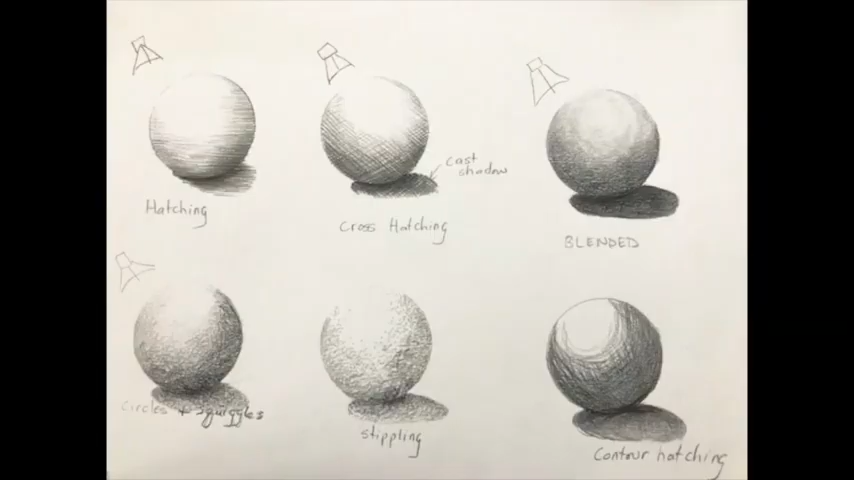 Hatching
Cross Hatching
Cast
shadow
BLENDED
Circles + squiggles
stippling
Contour hatching